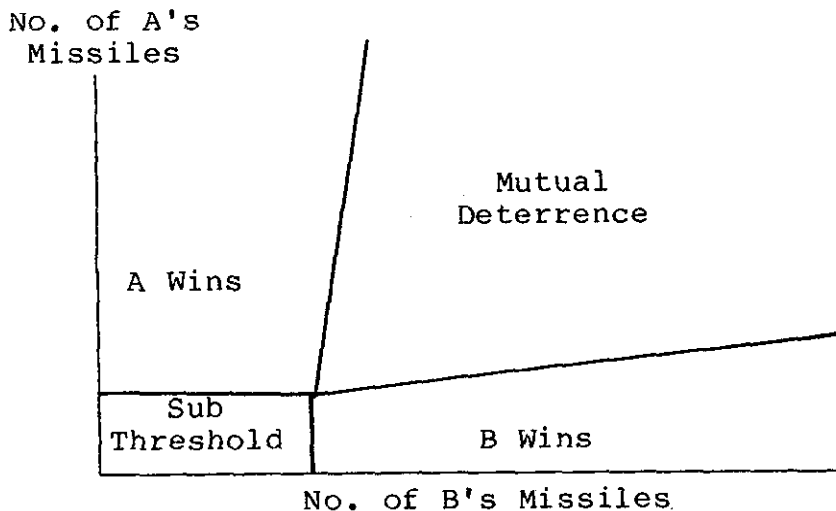 No. of A's
Missiles
Mutual
Deterrence
A Wins
Sub
Threshold
B Wins
No. of B's Missiles